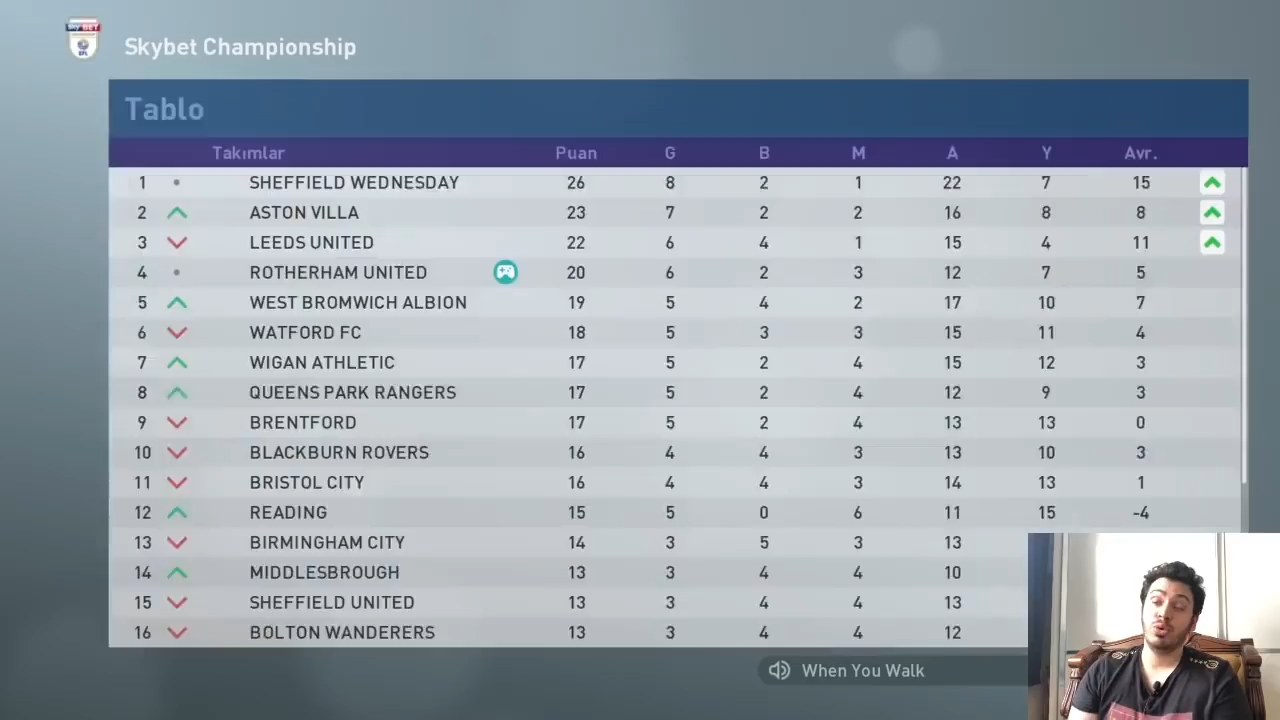 SKY BET
EFL
Skybet Championship
Tablo
Takımlar Puan G B M A Y Avr.
1 SHEFFIELD WEDNESDAY 26 8 2 1 22 7 15
2 ASTON VILLA 23 7 2 2 16 8 8
3 LEEDS UNITED 22 6 4 1 15 4 11
4 ROTHERHAM UNITED 20 6 2 3 12 7 5
5 WEST BROMWICH ALBION 19 5 4 2 17 10 7
6 WATFORD FC 18 5 3 3 15 11 4
7 WIGAN ATHLETIC 17 5 2 4 15 12 3
8 QUEENS PARK RANGERS 17 5 2 4 12 9 3
9 BRENTFORD 17 5 2 4 13 13 0
10 BLACKBURN ROVERS 16 4 4 3 13 10 3
11 BRISTOL CITY 16 4 4 3 14 13 1
12 READING 15 5 0 6 11 15 -4
13 BIRMINGHAM CITY 14 3 5 3 13
14 MIDDLESBROUGH 13 3 4 4 10
15 SHEFFIELD UNITED 13 3 4 4 13
16 BOLTON WANDERERS 13 3 4 4 12
When You Walk